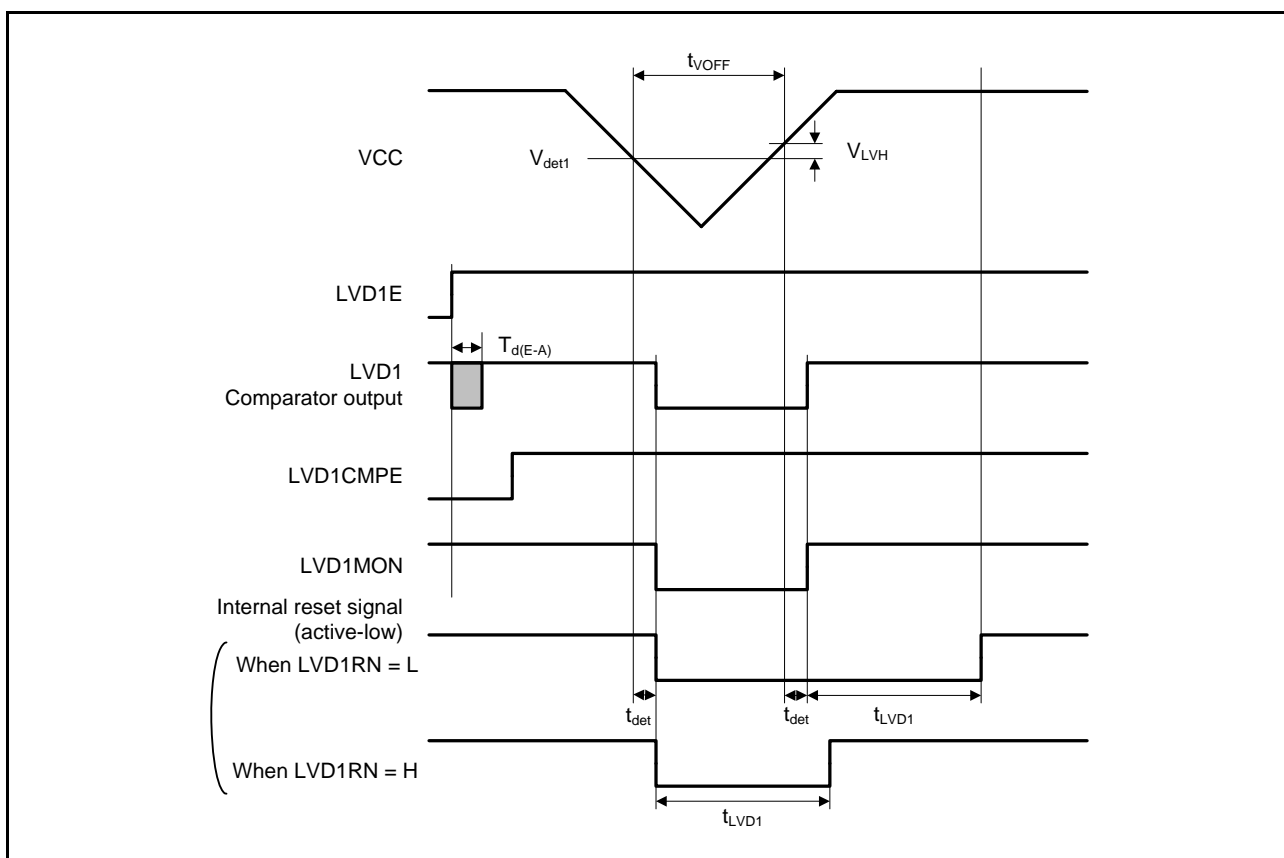 tVOFF
VCC
Vdet1
VLVH
LVD1E
Td(E-A)
LVD1
Comparator output
LVD1CMPE
LVD1MON
Internal reset signal
(active-low)
When LVD1RN = L
tdet
tdet
tLVD1
When LVD1RN = H
tLVD1